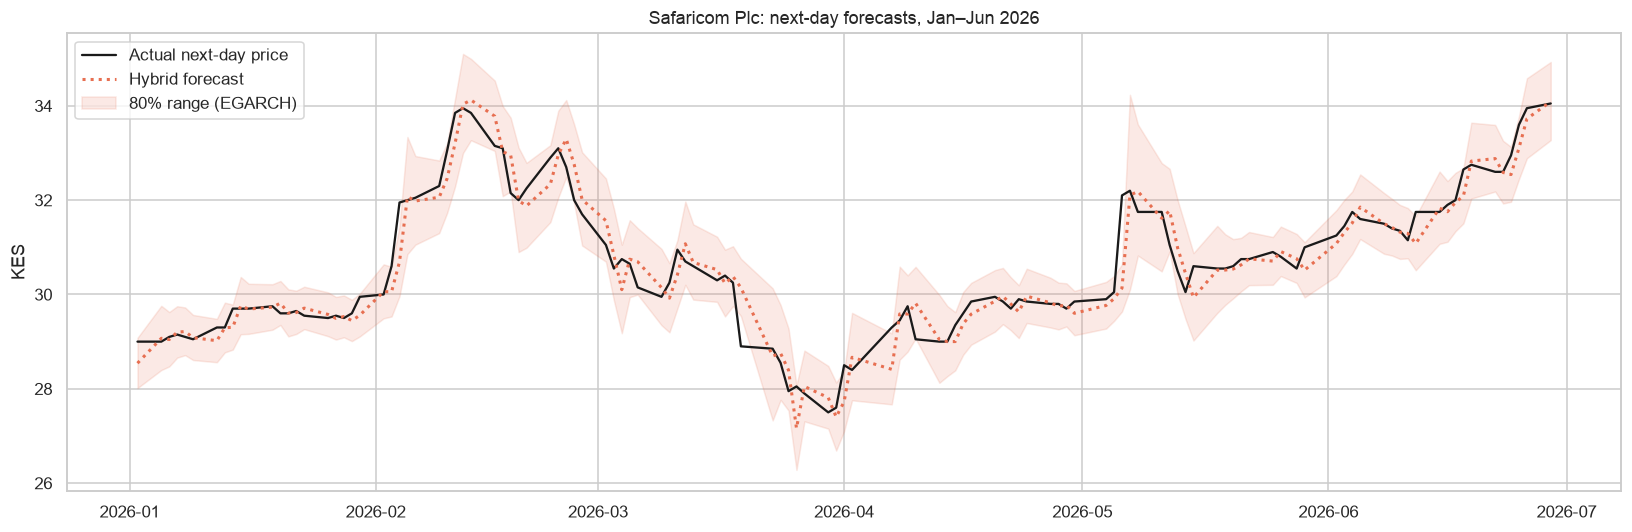 Safaricom Plc: next-day forecasts, Jan–Jun 2026
Actual next-day price
Hybrid forecast
80% range (EGARCH)
KES
34
32
30
28
26
2026-01 2026-02 2026-03 2026-04 2026-05 2026-06 2026-07